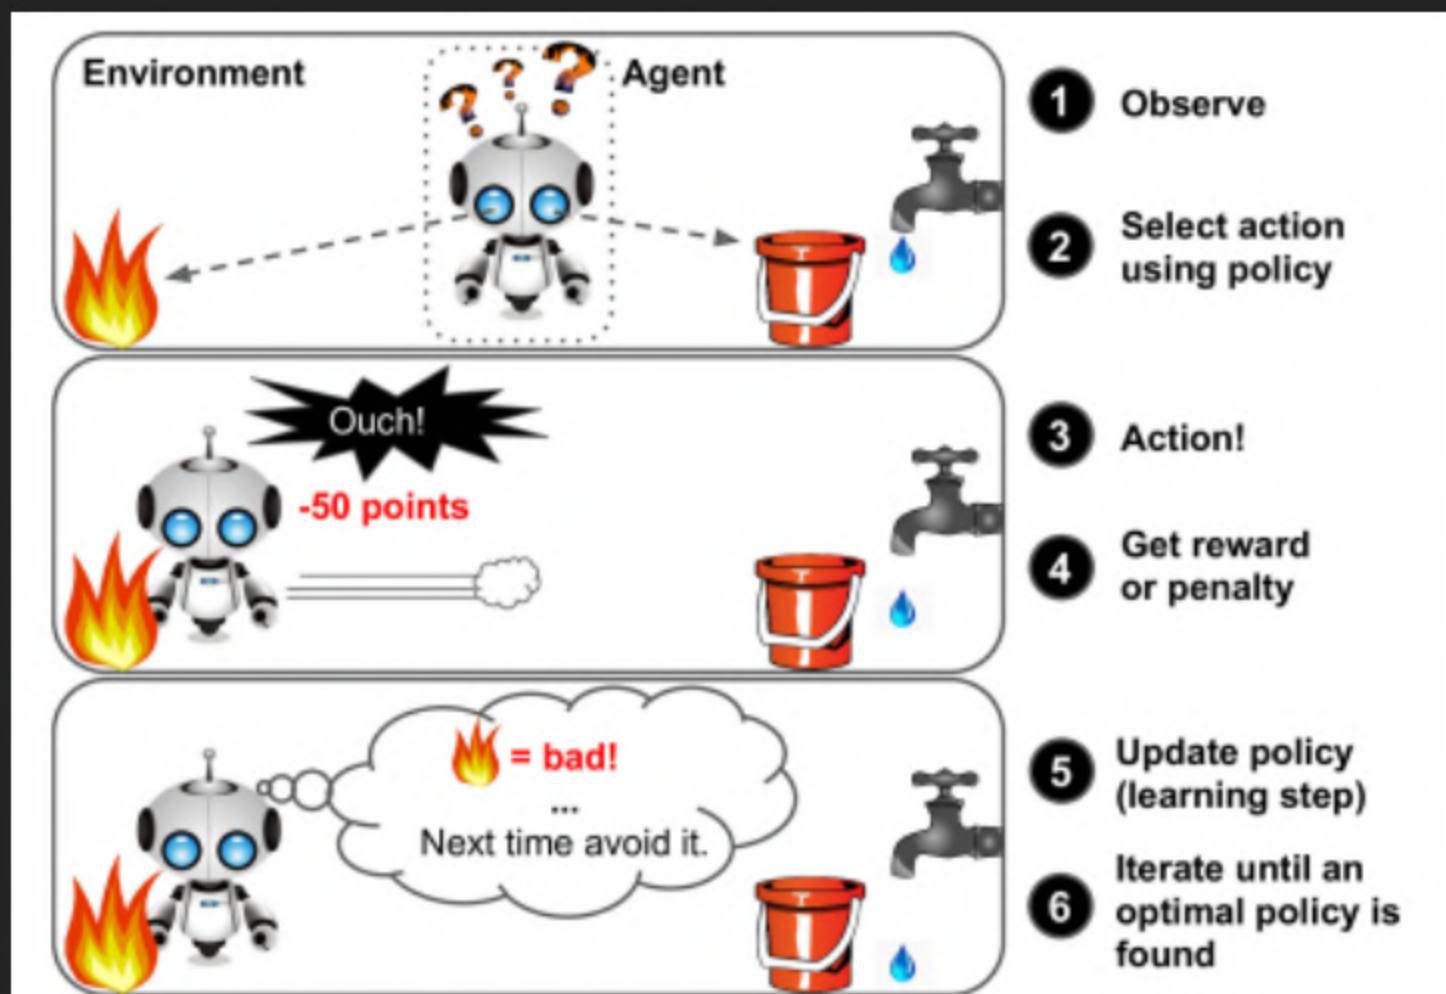 Environment
Agent
1 Observe
2 Select action
using policy
Ouch!
-50 points
3 Action!
4 Get reward
or penalty
= bad!
...
Next time avoid it.
5 Update policy
(learning step)
6 Iterate until an
optimal policy is
found